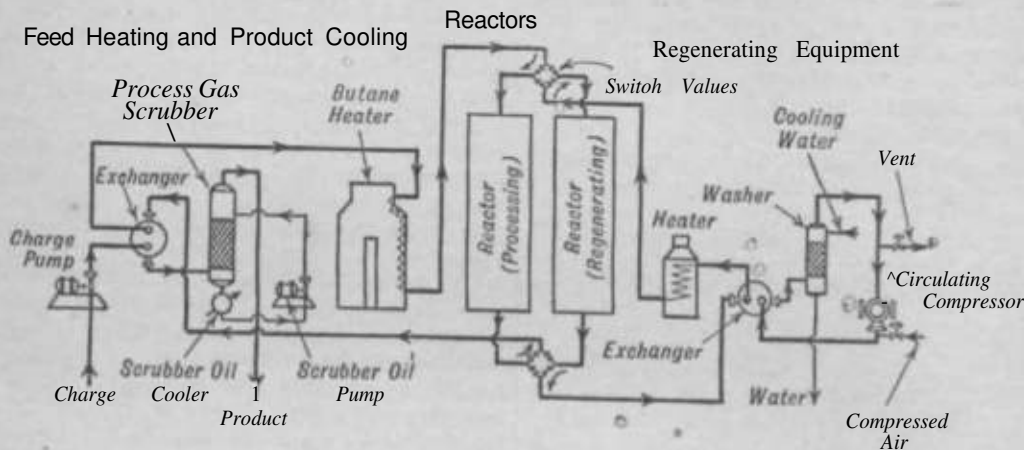 Reactors
Feed Heating and Product Cooling
Regenerating Equipment
Switoh Values
Process Gas
Scrubber
Butane
Heater
Cooling
Water
Exchanger
Vent
Washer
Reactor
(Processing)
Reactor
(Regenerating)
Heater
Charge
Pump
^Circulating
Compressor
Exchanger
Scrubber Oil
Cooler
Scrubber Oil
Pump
Charge
1
Product
Water
Compressed
Air